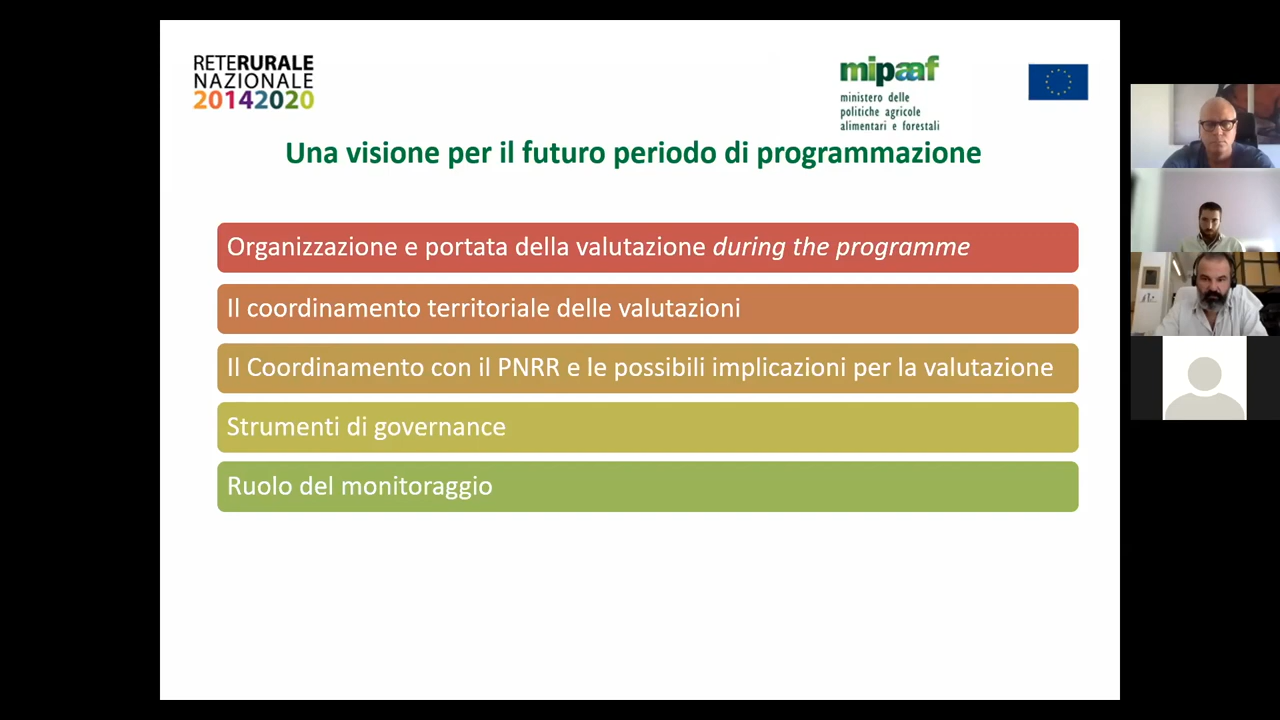 RETERURALE
NAZIONALE
20142020
mipaaf
ministero delle
politiche agricole
alimentari e forestali
Una visione per il futuro periodo di programmazione
Organizzazione e portata della valutazione during the programme
Il coordinamento territoriale delle valutazioni
Il Coordinamento con il PNRR e le possibili implicazioni per la valutazione
Strumenti di governance
Ruolo del monitoraggio